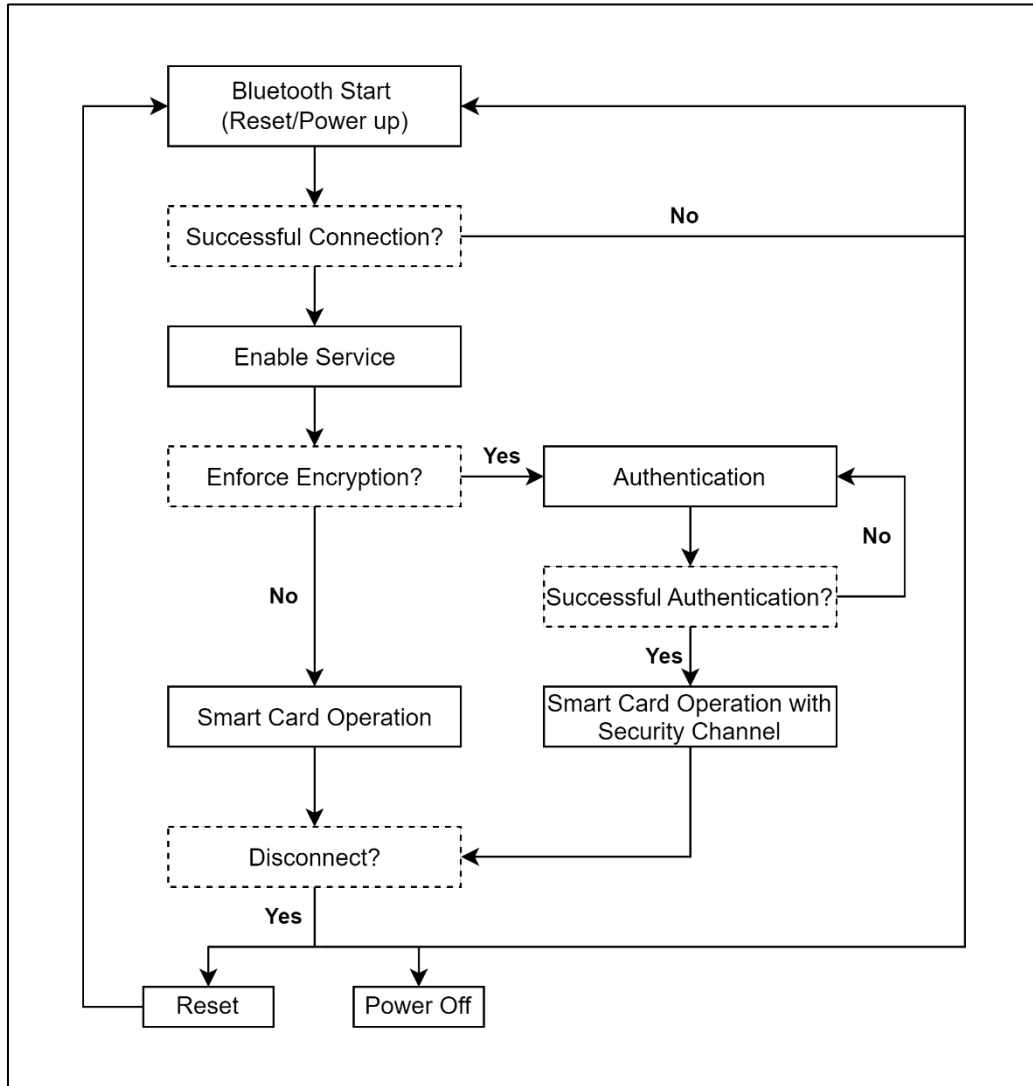 Bluetooth Start
(Reset/Power up)
No
Successful Connection?
Enable Service
Yes
Enforce Encryption?
Authentication
No
No
Successful Authentication?
Yes
Smart Card Operation
Smart Card Operation with
Security Channel
Disconnect?
Yes
Reset
Power Off